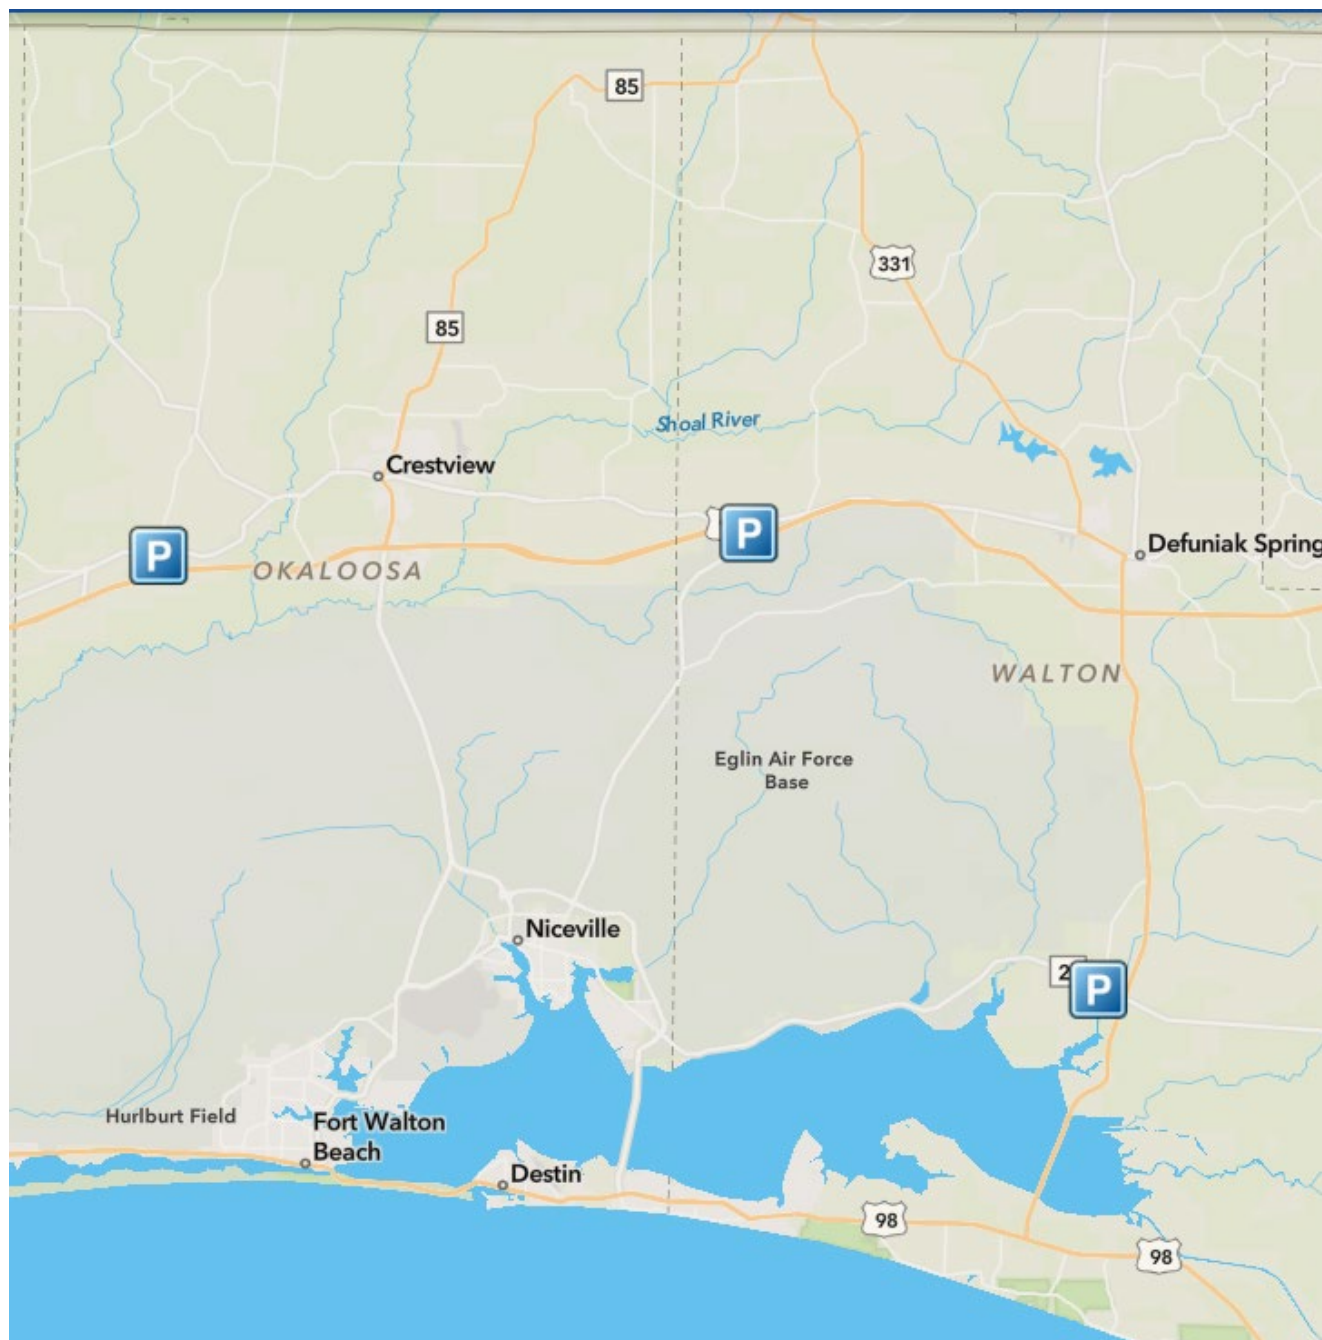 85
331
85
Shoal River
Crestview
P
P
Defuniak Spring
OKALOOSA
WALTON
Eglin Air Force
Base
Niceville
2
P
Hurlburt Field
Fort Walton
Beach
Destin
98
98